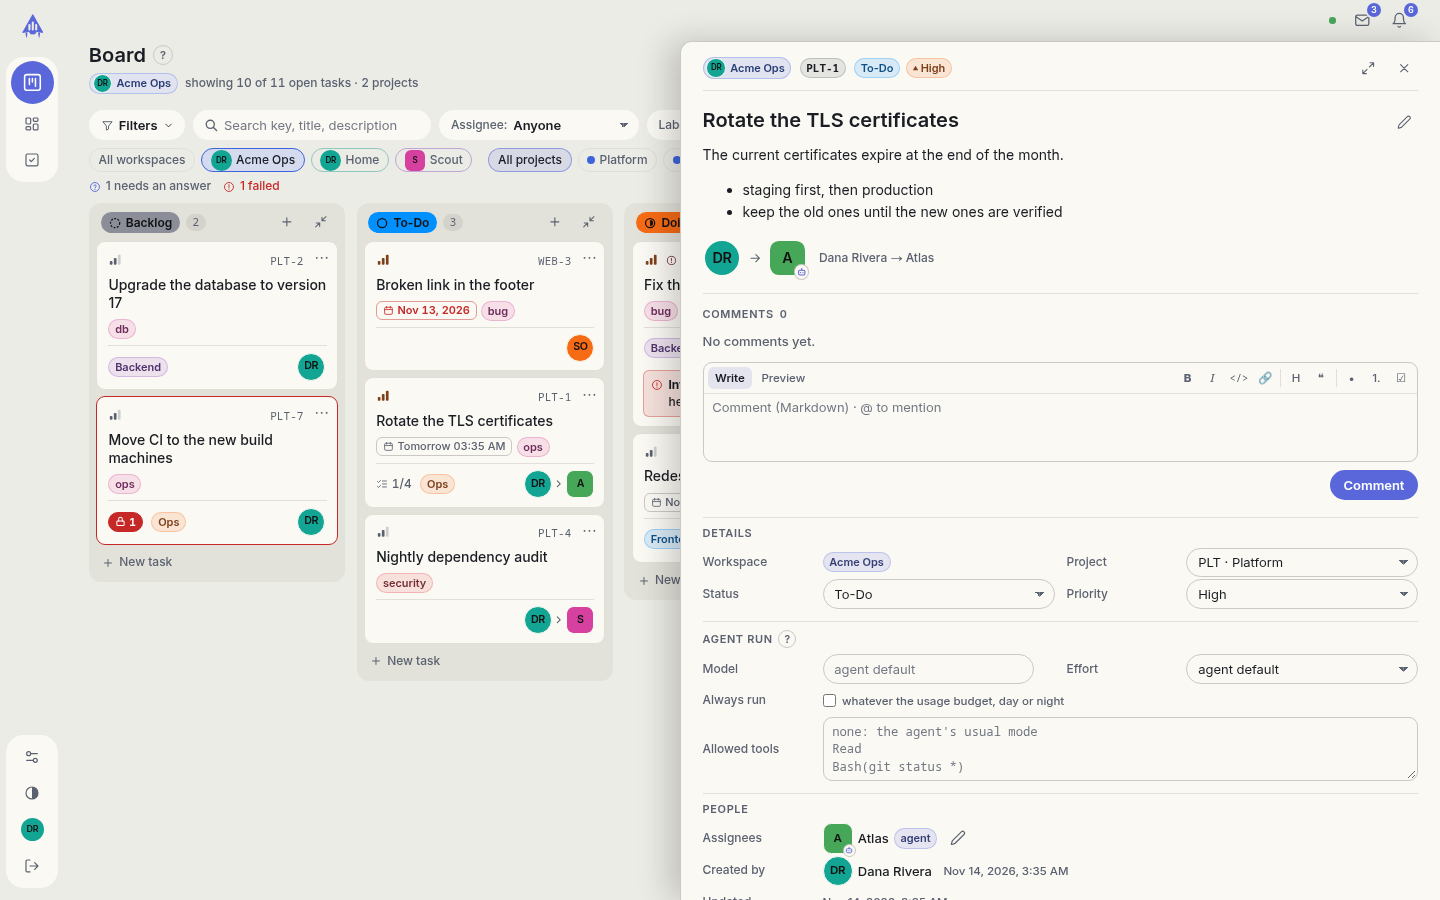 3
6
Board ?
DR Acme Ops showing 10 of 11 open tasks · 2 projects
Filters
Search key, title, description
Assignee: Anyone
Lab
All workspaces
DR Acme Ops
DR Home
S Scout
All projects
Platform
1 needs an answer
1 failed
Backlog 2
PLT-2 ...
Upgrade the database to version
17
db
Backend DR
PLT-7 ...
Move CI to the new build
machines
ops
1 Ops DR
+ New task
To-Do 3
WEB-3 ...
Broken link in the footer
Nov 13, 2026 bug
SO
PLT-1 ...
Rotate the TLS certificates
Tomorrow 03:35 AM ops
1/4 Ops DR > A
PLT-4 ...
Nightly dependency audit
security
DR > S
+ New task
Doi
Fix th
bug
Backe
In
he
Redes
No
Fronte
+ New
DR
DR Acme Ops PLT-1 To-Do High
Rotate the TLS certificates
The current certificates expire at the end of the month.
• staging first, then production
• keep the old ones until the new ones are verified
DR → A Dana Rivera → Atlas
COMMENTS 0
No comments yet.
Write Preview B I </> H ❝ • 1. ☑
Comment (Markdown) · @ to mention
Comment
DETAILS
Workspace Acme Ops Project PLT · Platform
Status To-Do Priority High
AGENT RUN ?
Model agent default Effort agent default
Always run whatever the usage budget, day or night
Allowed tools
none: the agent's usual mode
Read
Bash(git status *)
PEOPLE
Assignees A Atlas agent
Created by DR Dana Rivera Nov 14, 2026, 3:35 AM